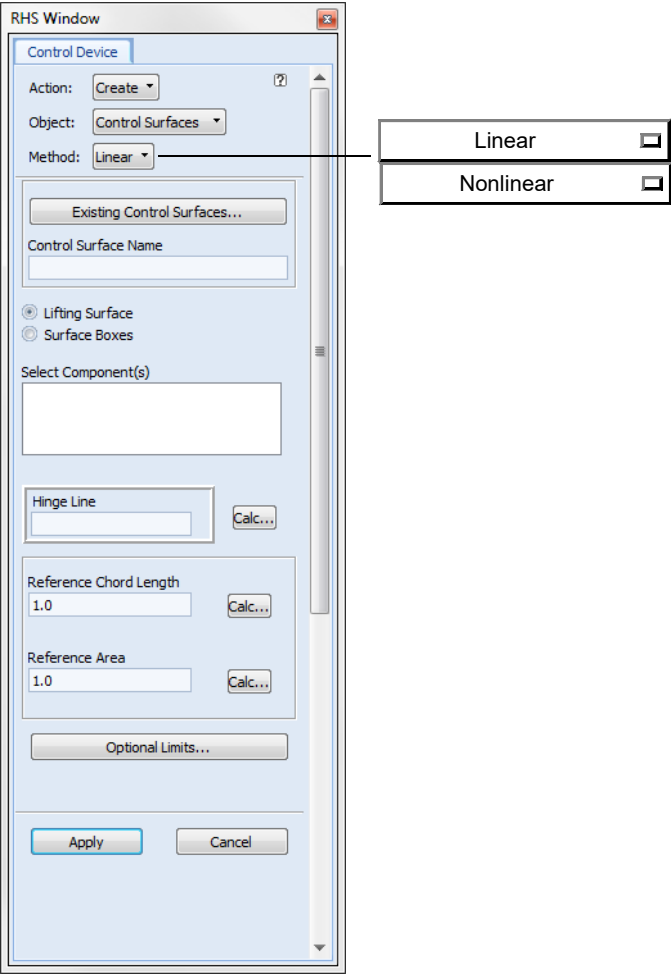 RHS Window
Control Device
Action: Create
Object: Control Surfaces
Method: Linear
Linear
Nonlinear
Existing Control Surfaces...
Control Surface Name
Lifting Surface
Surface Boxes
Select Component(s)
Hinge Line
Calc...
Reference Chord Length
1.0 Calc...
Reference Area
1.0 Calc...
Optional Limits...
Apply Cancel